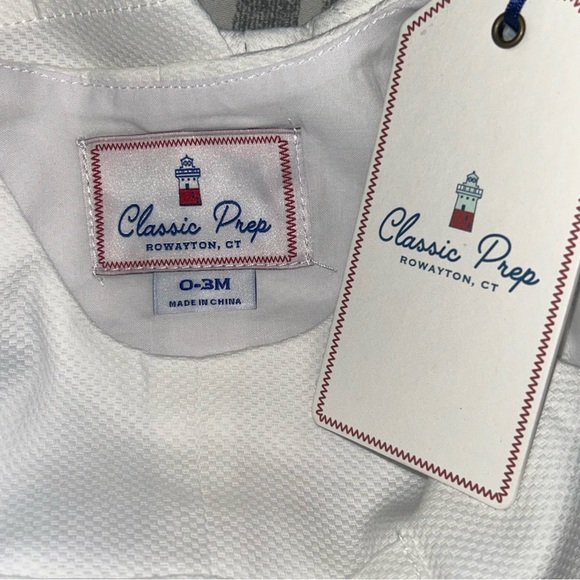 Classic Prep
ROWAYTON, CT
0-3M
MADE IN CHINA
Classic Prep
ROWAYTON, CT